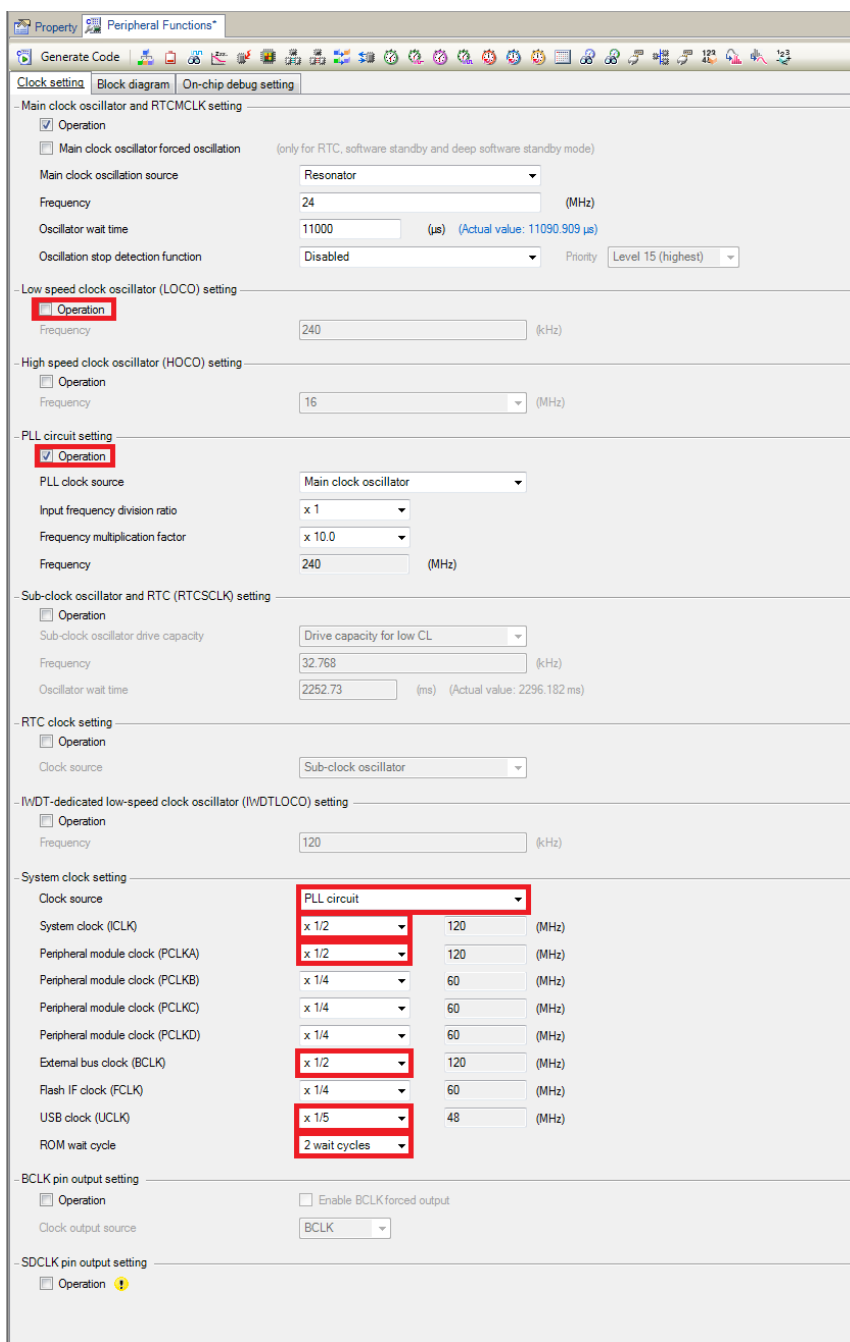 Property Peripheral Functions*
Generate Code
Clock setting Block diagram On-chip debug setting
Main clock oscillator and RTCMCLK setting
Operation
Main clock oscillator forced oscillation (only for RTC, software standby and deep software standby mode)
Main clock oscillation source Resonator
Frequency 24 (MHz)
Oscillator wait time 11000 (μs) (Actual value: 11090.909 μs)
Oscillation stop detection function Disabled Priority Level 15 (highest)
Low speed clock oscillator (LOCO) setting
Operation
Frequency 240 (kHz)
High speed clock oscillator (HOCO) setting
Operation
Frequency 16 (MHz)
PLL circuit setting
Operation
PLL clock source Main clock oscillator
Input frequency division ratio x 1
Frequency multiplication factor x 10.0
Frequency 240 (MHz)
Sub-clock oscillator and RTC (RTCSCLK) setting
Operation
Sub-clock oscillator drive capacity Drive capacity for low CL
Frequency 32.768 (kHz)
Oscillator wait time 2252.73 (ms) (Actual value: 2296.182 ms)
RTC clock setting
Operation
Clock source Sub-clock oscillator
IWDT-dedicated low-speed clock oscillator (IWDTLOCO) setting
Operation
Frequency 120 (kHz)
System clock setting
Clock source PLL circuit
System clock (ICLK) x 1/2 120 (MHz)
Peripheral module clock (PCLKA) x 1/2 120 (MHz)
Peripheral module clock (PCLKB) x 1/4 60 (MHz)
Peripheral module clock (PCLKC) x 1/4 60 (MHz)
Peripheral module clock (PCLKD) x 1/4 60 (MHz)
External bus clock (BCLK) x 1/2 120 (MHz)
Flash IF clock (FCLK) x 1/4 60 (MHz)
USB clock (UCLK) x 1/5 48 (MHz)
ROM wait cycle 2 wait cycles
BCLK pin output setting
Operation Enable BCLK forced output
Clock output source BCLK
SDCLK pin output setting
Operation